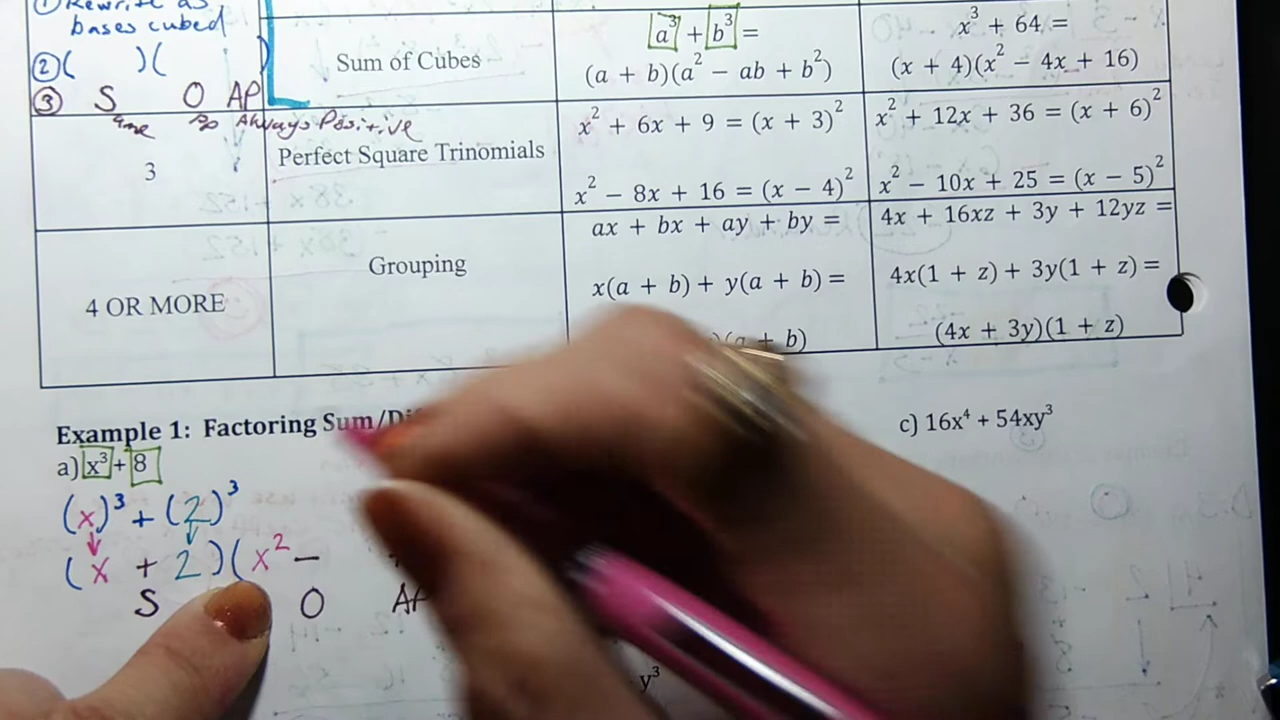 ① Rewrite as
bases cubed
② ( )(
③ S O AP
Same Opp Always Positive
Sum of Cubes
a³ + b³ =
(a + b)(a² − ab + b²)
x³ + 64 =
(x + 4)(x² − 4x + 16)
3
Perfect Square Trinomials
x² + 6x + 9 = (x + 3)²
x² − 8x + 16 = (x − 4)²
x² + 12x + 36 = (x + 6)²
x² − 10x + 25 = (x − 5)²
4 OR MORE
Grouping
ax + bx + ay + by =
x(a + b) + y(a + b) =
)(a + b)
4x + 16xz + 3y + 12yz =
4x(1 + z) + 3y(1 + z) =
(4x + 3y)(1 + z)
Example 1: Factoring Sum/Di
a) x³ + 8
c) 16x⁴ + 54xy³
(x)³ + (2)³
(x + 2)(x² −
S O AP
y³